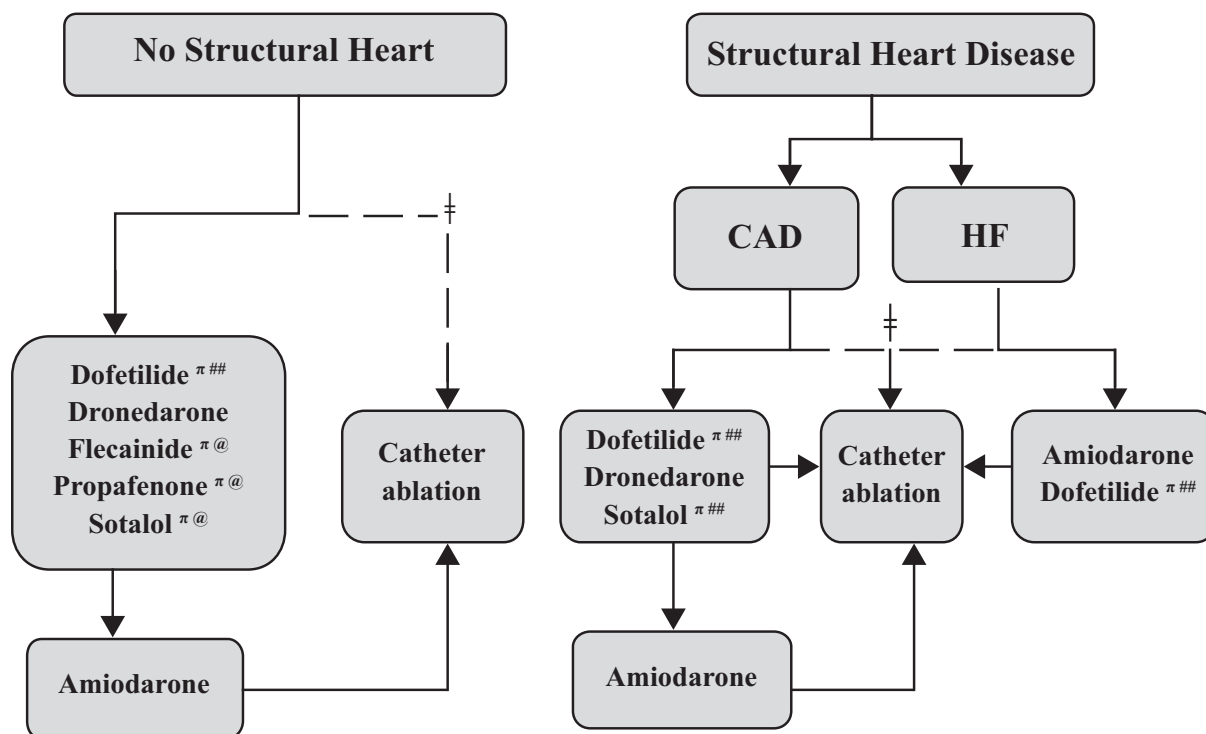 No Structural Heart
Structural Heart Disease
CAD
HF
ǂ
ǂ
Dofetilide π ##
Dronedarone
Flecainide π @
Propafenone π @
Sotalol π @
Catheter
ablation
Dofetilide π ##
Dronedarone
Sotalol π ##
Catheter
ablation
Amiodarone
Dofetilide π ##
Amiodarone
Amiodarone